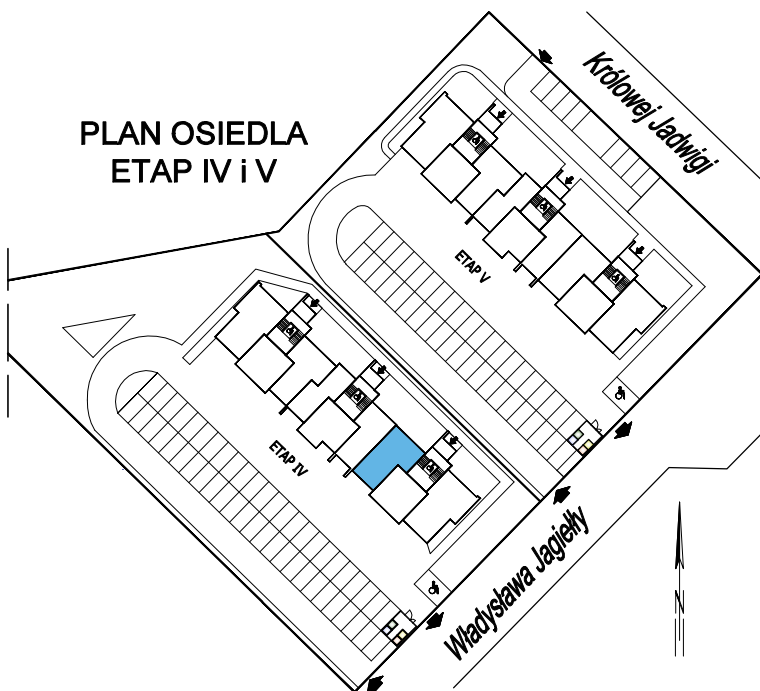 PLAN OSIEDLA
ETAP IV i V
Królowej Jadwigi
ETAP V
ETAP IV
Władysława Jagiełły
N